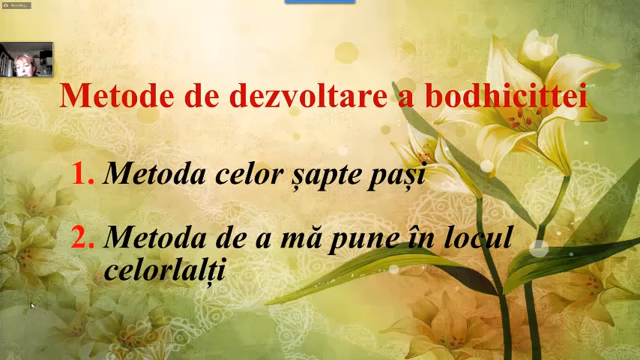 Metode de dezvoltare a bodhicittei
1. Metoda celor șapte pași
2. Metoda de a mă pune în locul
celorlalți